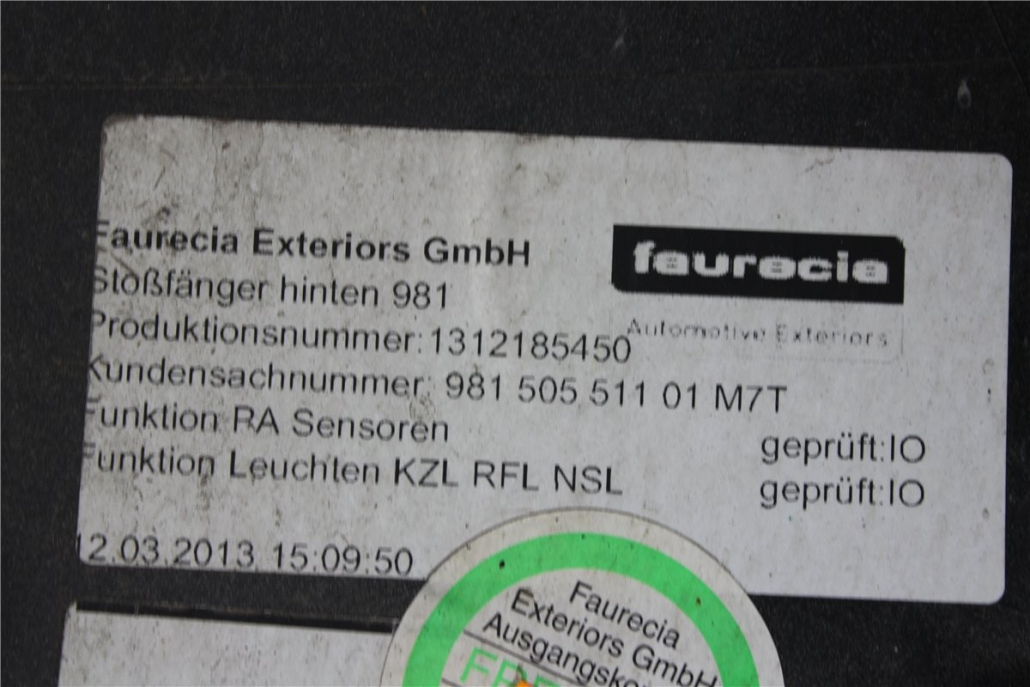 Faurecia Exteriors GmbH
Stoßfänger hinten 981
Produktionsnummer:1312185450
Kundensachnummer: 981 505 511 01 M7T
Funktion RA Sensoren geprüft:IO
Funktion Leuchten KZL RFL NSL geprüft:IO
12.03.2013 15:09:50
faurecia
Automotive Exteriors
Faurecia
Exteriors GmbH